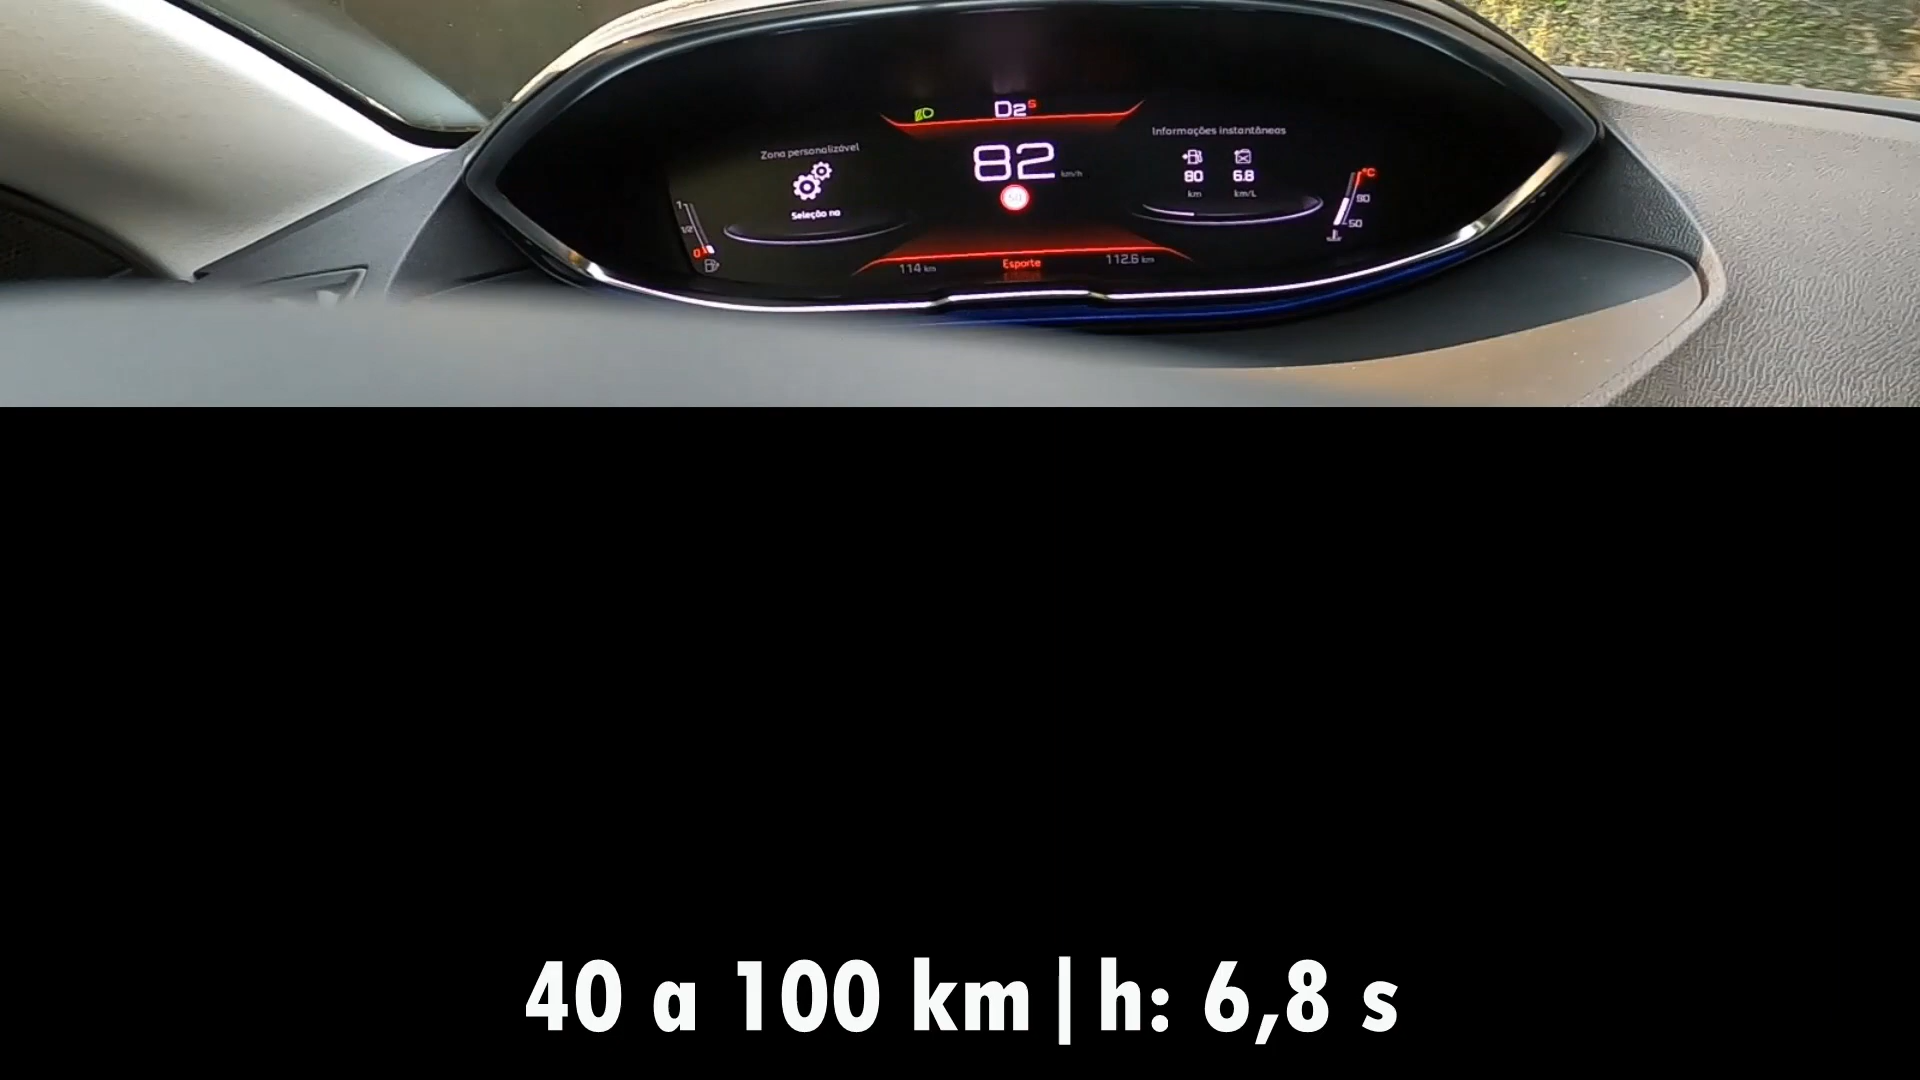 D2S
82 km/h
Zona personalizável
Seleção no
Informações instantâneas
80 6.8
km km/L
1
1/2
0
°C
90
50
114 km
Esporte
112.6 km
40 a 100 km|h: 6,8 s